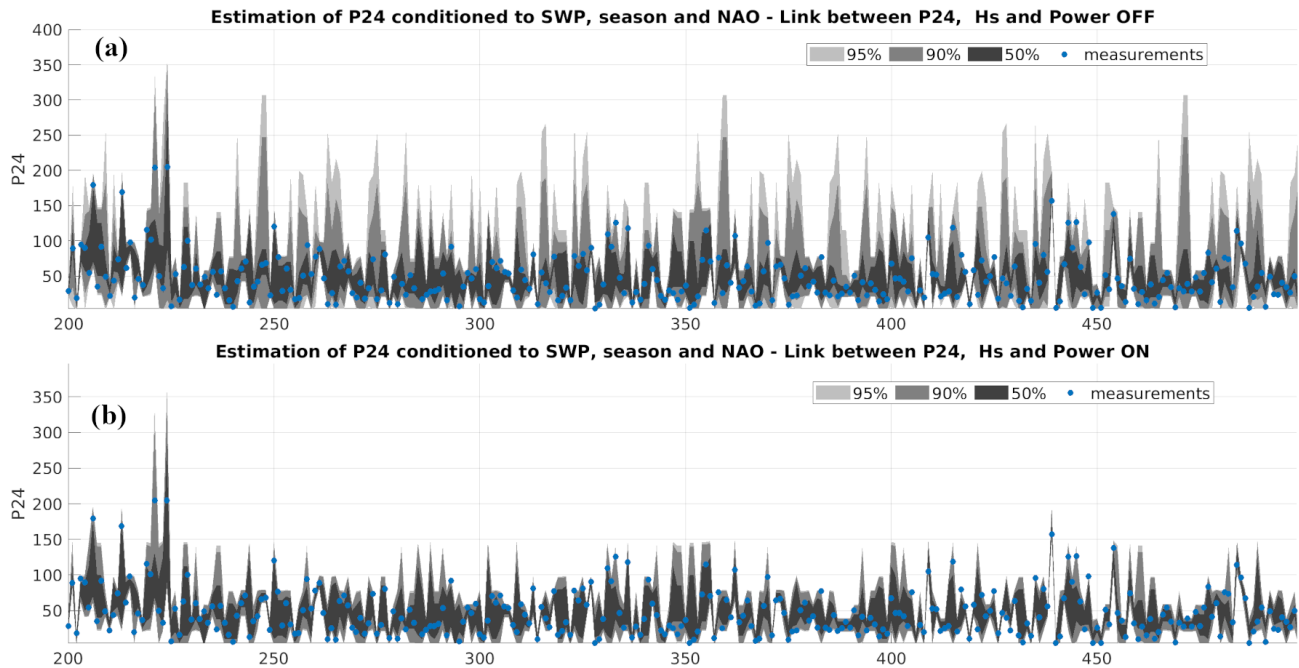 Estimation of P24 conditioned to SWP, season and NAO - Link between P24, Hs and Power OFF
(a)
95% 90% 50% measurements
400
350
300
250
200
150
100
50
P24
200 250 300 350 400 450
Estimation of P24 conditioned to SWP, season and NAO - Link between P24, Hs and Power ON
(b)
95% 90% 50% measurements
350
300
250
200
150
100
50
P24
200 250 300 350 400 450